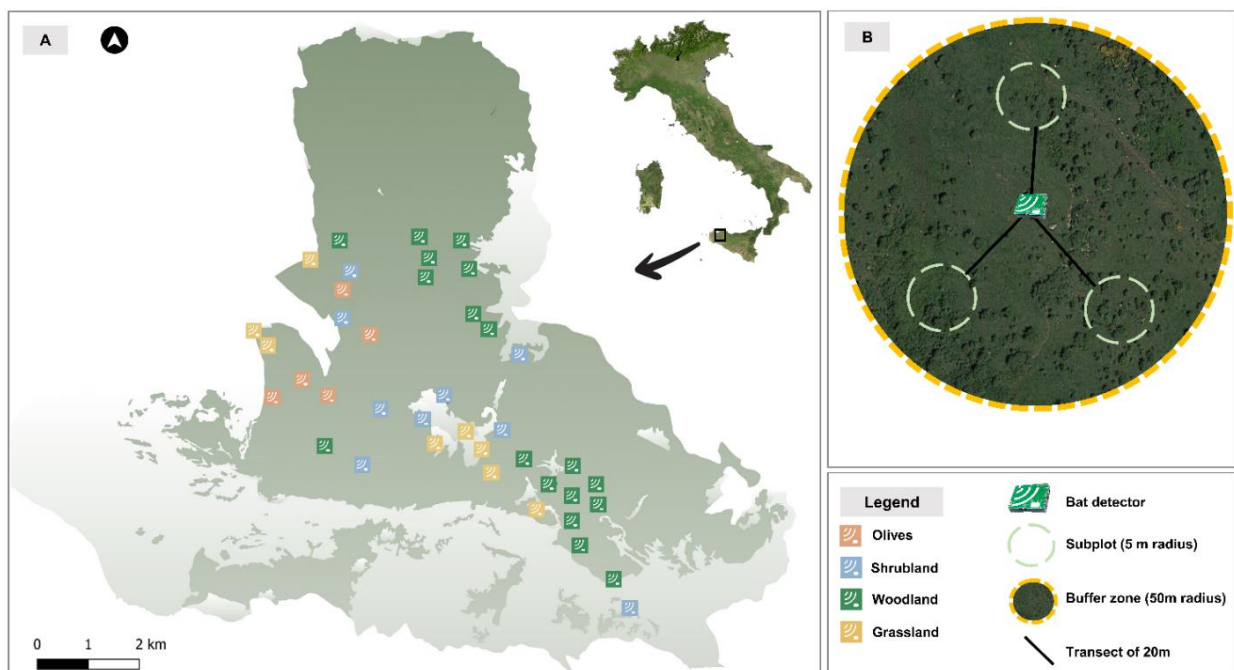 A
B
0 1 2 km
Legend
Olives
Shrubland
Woodland
Grassland
Bat detector
Subplot (5 m radius)
Buffer zone (50m radius)
Transect of 20m